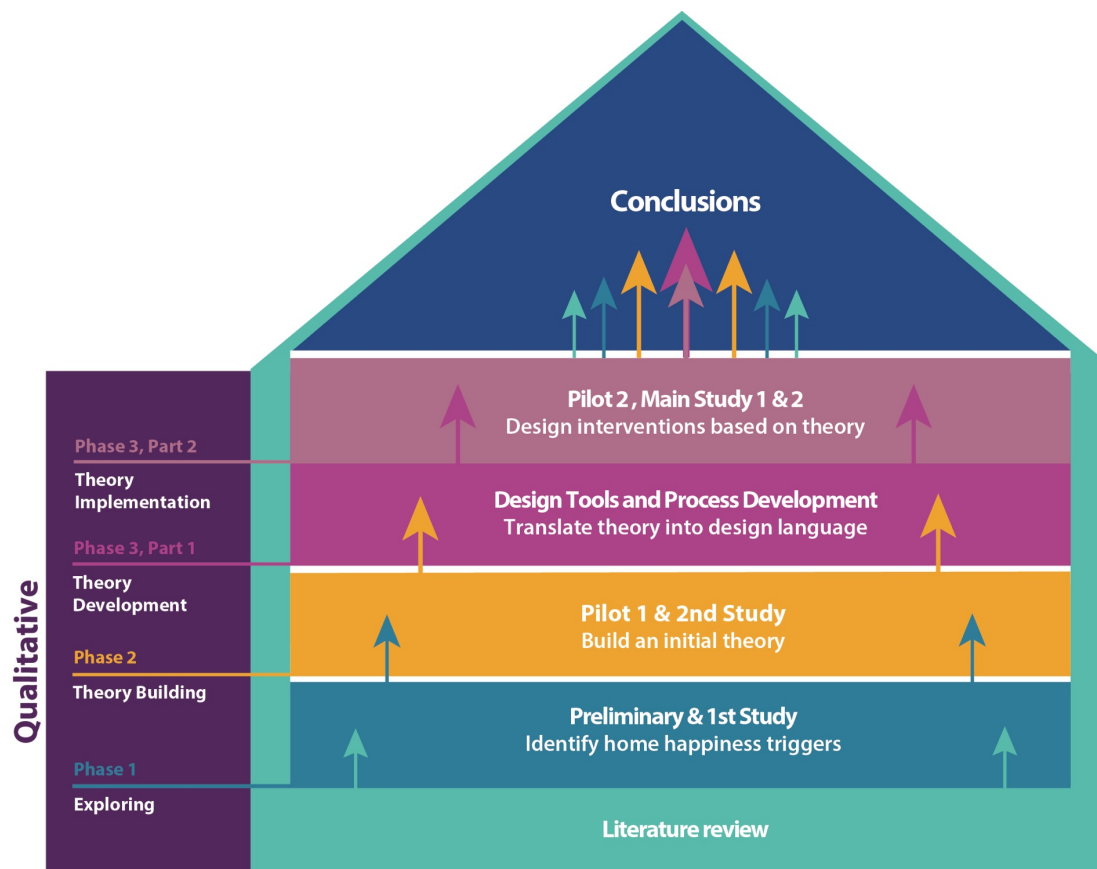 Conclusions
Pilot 2 , Main Study 1 & 2
Design interventions based on theory
Phase 3, Part 2
Theory
Implementation
Design Tools and Process Development
Translate theory into design language
Phase 3, Part 1
Theory
Development
Pilot 1 & 2nd Study
Build an initial theory
Phase 2
Theory Building
Qualitative
Preliminary & 1st Study
Identify home happiness triggers
Phase 1
Exploring
Literature review